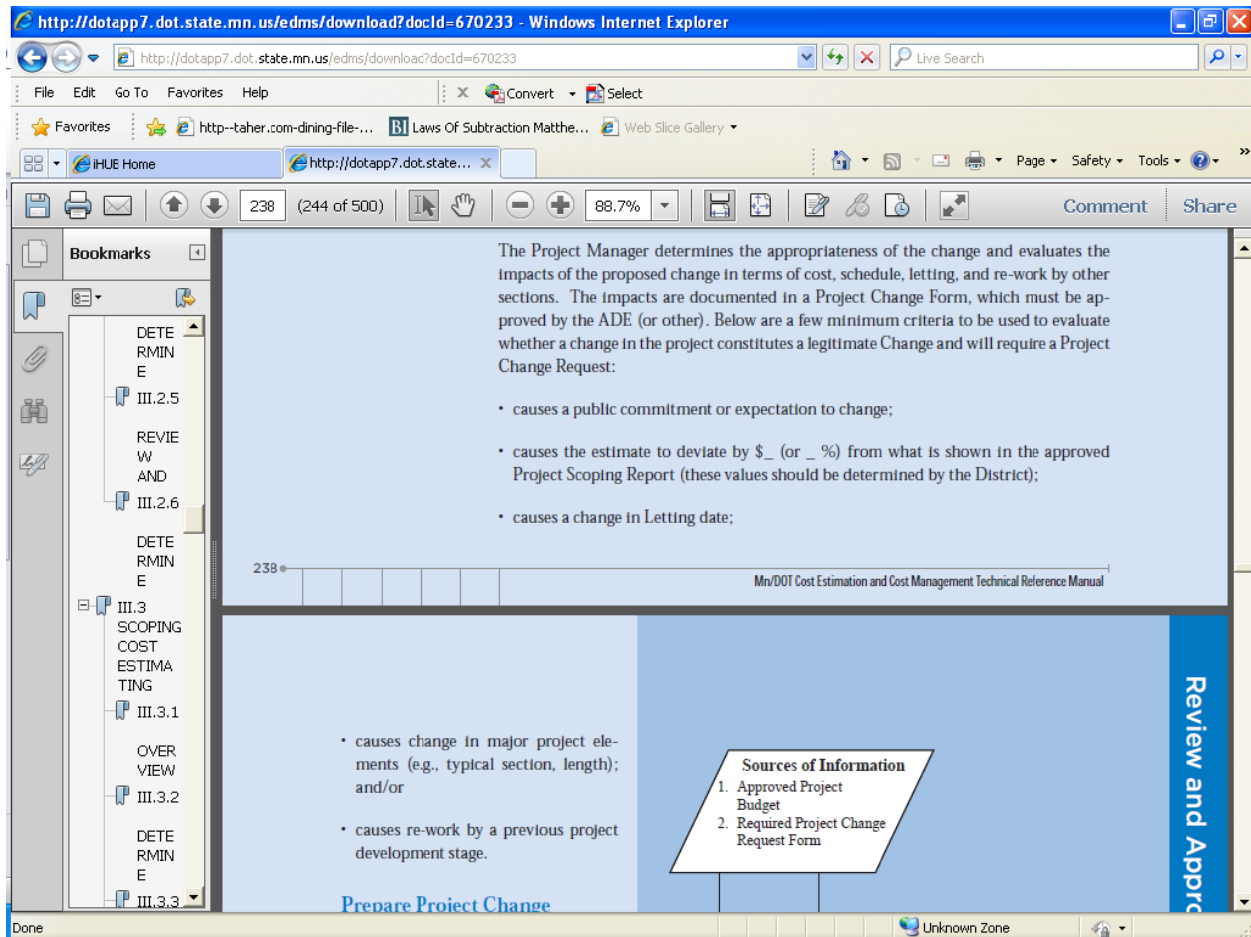 http://dotapp7.dot.state.mn.us/edms/download?docId=670233 - Windows Internet Explorer
http://dotapp7.dot.state.mn.us/edms/download?docId=670233
Live Search
File Edit Go To Favorites Help
x Convert Select
Favorites http--taher.com-dining-file-... BI Laws Of Subtraction Matthe... Web Slice Gallery
iHUE Home http://dotapp7.dot.state... x Page Safety Tools »
238 (244 of 500) 88.7% Comment Share
Bookmarks
DETE
RMIN
E
III.2.5
REVIE
W
AND
III.2.6
DETE
RMIN
E
III.3
SCOPING
COST
ESTIMA
TING
III.3.1
OVER
VIEW
III.3.2
DETE
RMIN
E
III.3.3
The Project Manager determines the appropriateness of the change and evaluates the
impacts of the proposed change in terms of cost, schedule, letting, and re-work by other
sections. The impacts are documented in a Project Change Form, which must be ap-
proved by the ADE (or other). Below are a few minimum criteria to be used to evaluate
whether a change in the project constitutes a legitimate Change and will require a Project
Change Request:
• causes a public commitment or expectation to change;
• causes the estimate to deviate by $_ (or _ %) from what is shown in the approved
Project Scoping Report (these values should be determined by the District);
• causes a change in Letting date;
238
Mn/DOT Cost Estimation and Cost Management Technical Reference Manual
• causes change in major project ele-
ments (e.g., typical section, length);
and/or
• causes re-work by a previous project
development stage.
Prepare Project Change
Sources of Information
1. Approved Project
Budget
2. Required Project Change
Request Form
Review and Appro
Done
Unknown Zone